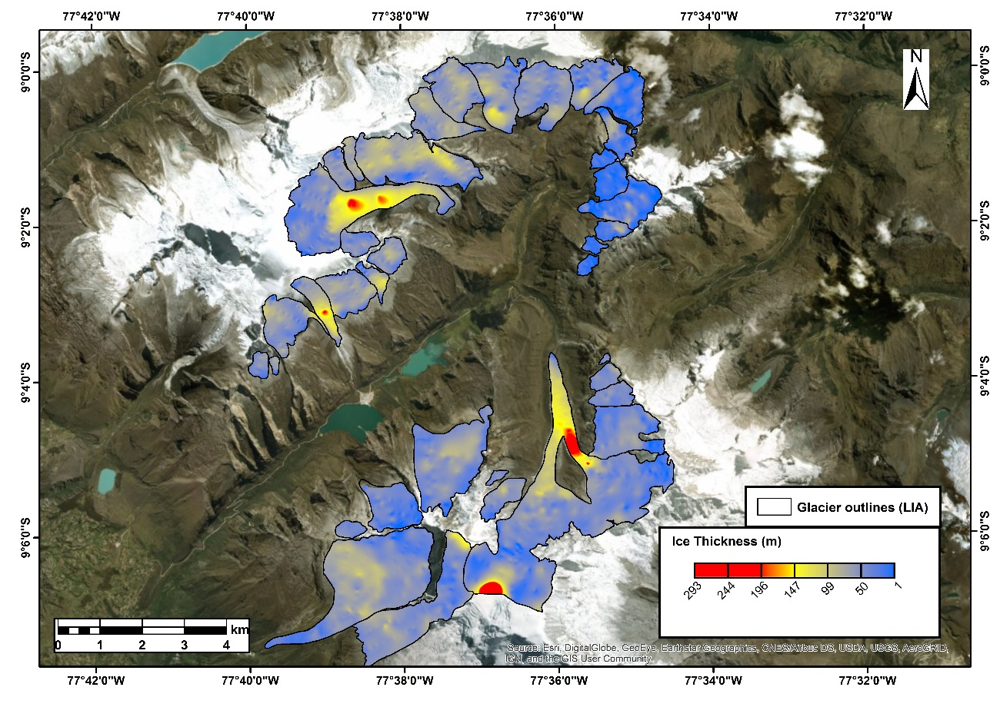 77°42'0"W 77°40'0"W 77°38'0"W 77°36'0"W 77°34'0"W 77°32'0"W
N
9°0'0"S 9°0'0"S
9°2'0"S 9°2'0"S
9°4'0"S 9°4'0"S
9°6'0"S 9°6'0"S
Glacier outlines (LIA)
Ice Thickness (m)
293 244 196 147 99 50 1
km
0 1 2 3 4
Source: Esri, DigitalGlobe, GeoEye, Earthstar Geographics, CNES/Airbus DS, USDA, USGS, AeroGRID,
IGN, and the GIS User Community
77°42'0"W 77°40'0"W 77°38'0"W 77°36'0"W 77°34'0"W 77°32'0"W